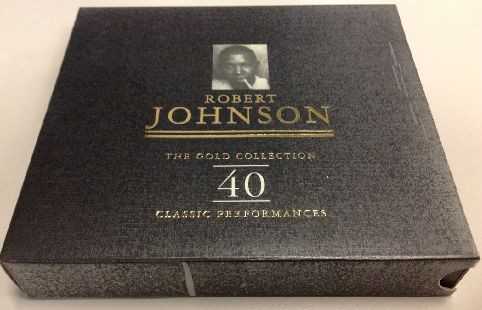 ROBERT
JOHNSON
THE GOLD COLLECTION
40
CLASSIC PERFORMANCES